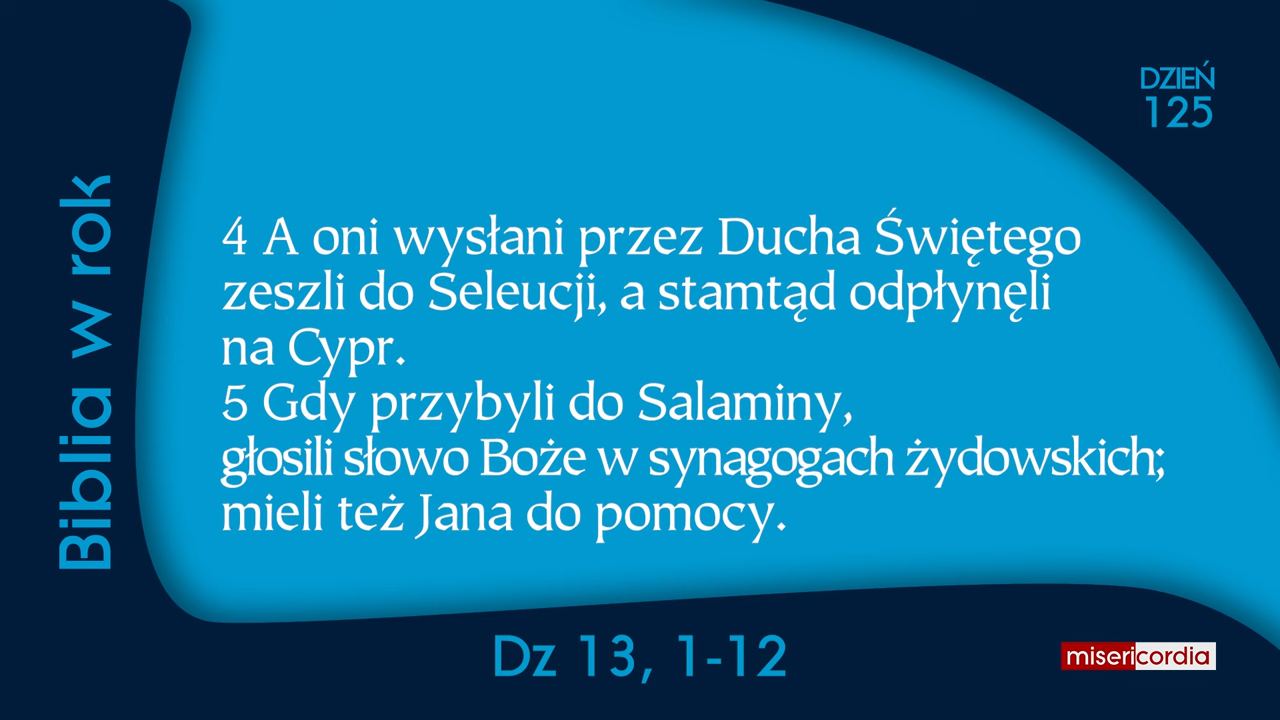 DZIEŃ
125
Biblia w rok
4 A oni wysłani przez Ducha Świętego
zeszli do Seleucji, a stamtąd odpłynęli
na Cypr.
5 Gdy przybyli do Salaminy,
głosili słowo Boże w synagogach żydowskich;
mieli też Jana do pomocy.
Dz 13, 1-12
misericordia